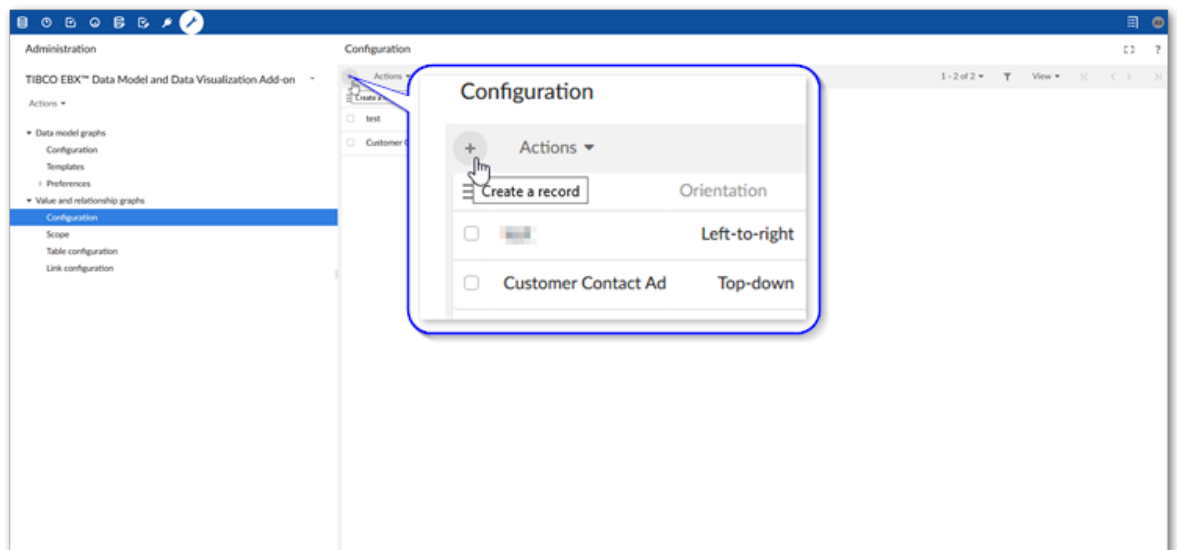 Administration
Configuration
?
TIBCO EBX™ Data Model and Data Visualization Add-on
Actions
1 - 2 of 2
View
Actions
Data model graphs
Configuration
Templates
Preferences
Value and relationship graphs
Configuration
Scope
Table configuration
Link configuration
Create a
test
Customer C
Configuration
+
Actions
Create a record
Orientation
Left-to-right
Customer Contact Ad
Top-down